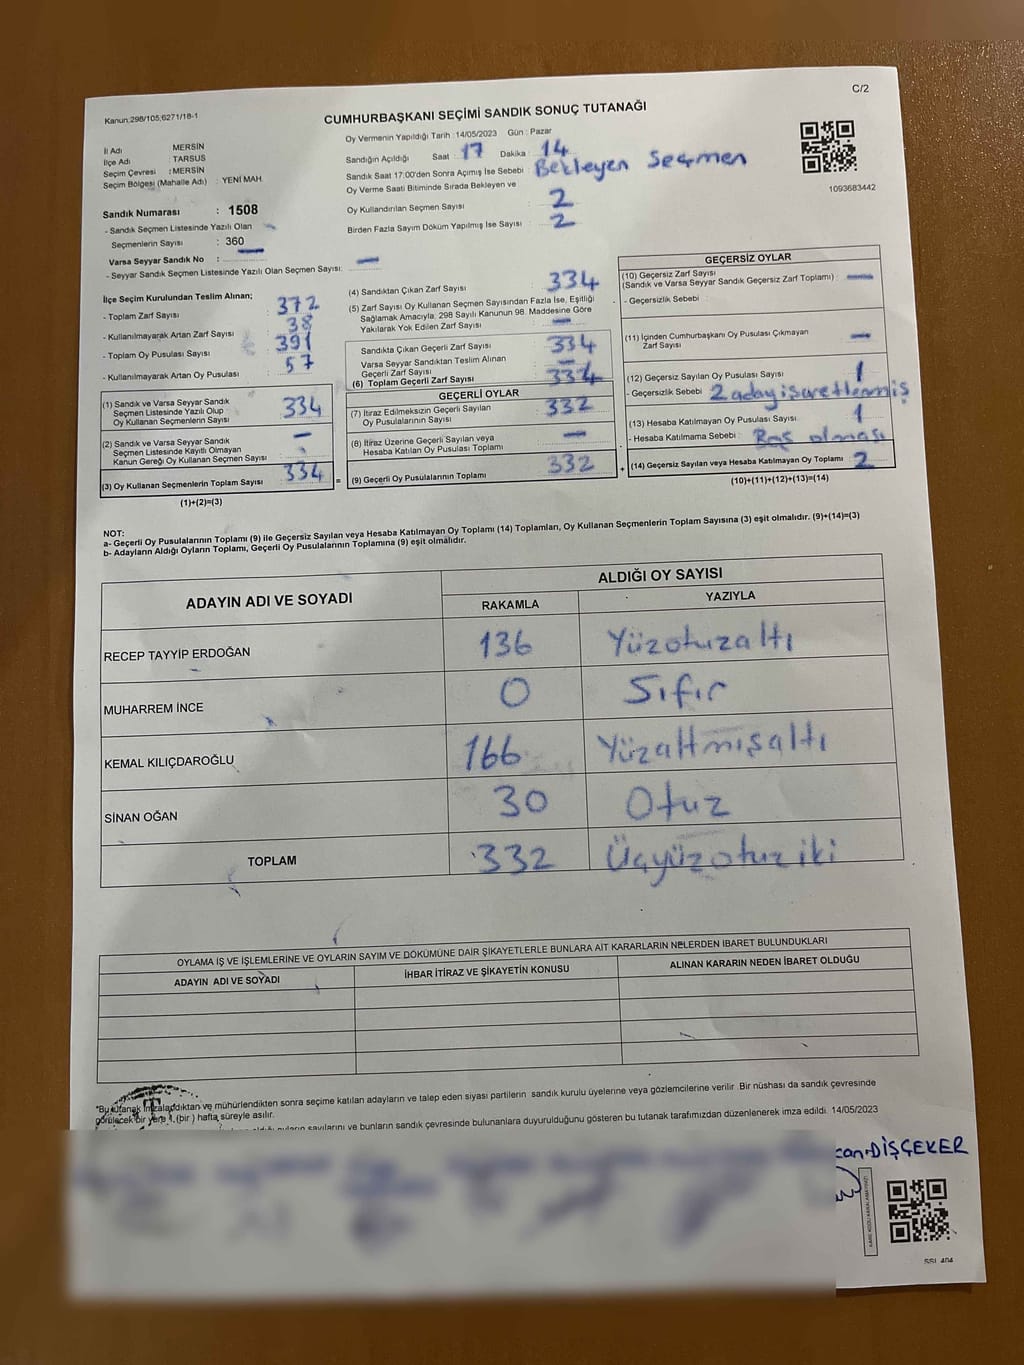 C/2
Kanun:298/105;6271/18-1
CUMHURBAŞKANI SEÇİMİ SANDIK SONUÇ TUTANAĞI
İl Adı MERSİN
İlçe Adı : TARSUS
Seçim Çevresi : MERSİN
Seçim Bölgesi (Mahalle Adı) : YENİ MAH.
Oy Vermenin Yapıldığı Tarih :14/05/2023 Gün : Pazar
Sandığın Açıldığı Saat : 17 Dakika : 14
Sandık Saat 17:00'den Sonra Açımış İse Sebebi : Bekleyen Seçmen
Oy Verme Saati Bitiminde Sırada Bekleyen ve
Oy Kullandırılan Seçmen Sayısı : 2
Birden Fazla Sayım Döküm Yapılmış İse Sayısı : 2
1093683442
Sandık Numarası : 1508
- Sandık Seçmen Listesinde Yazılı Olan
Seçmenlerin Sayısı : 360
Varsa Seyyar Sandık No : —
- Seyyar Sandık Seçmen Listesinde Yazılı Olan Seçmen Sayısı: —
İlçe Seçim Kurulundan Teslim Alınan;
- Toplam Zarf Sayısı : 372
- Kullanılmayarak Artan Zarf Sayısı : 38
- Toplam Oy Pusulası Sayısı : 391
- Kullanılmayarak Artan Oy Pusulası : 57
(1) Sandık ve Varsa Seyyar Sandık
Seçmen Listesinde Yazılı Olup
Oy Kullanan Seçmenlerin Sayısı : 334
(2) Sandık ve Varsa Seyyar Sandık
Seçmen Listesinde Kayıtlı Olmayan
Kanun Gereği Oy Kullanan Seçmen Sayısı : —
(3) Oy Kullanan Seçmenlerin Toplam Sayısı : 334
(1)+(2)=(3)
(4) Sandıktan Çıkan Zarf Sayısı : 334
(5) Zarf Sayısı Oy Kullanan Seçmen Sayısından Fazla İse, Eşitliği
Sağlamak Amacıyla, 298 Sayılı Kanunun 98. Maddesine Göre
Yakılarak Yok Edilen Zarf Sayısı : —
Sandıkta Çıkan Geçerli Zarf Sayısı : 334
Varsa Seyyar Sandıktan Teslim Alınan
Geçerli Zarf Sayısı : —
(6) Toplam Geçerli Zarf Sayısı : 334
GEÇERLİ OYLAR
(7) İtiraz Edilmeksizin Geçerli Sayılan
Oy Pusulalarının Sayısı : 332
(8) İtiraz Üzerine Geçerli Sayılan veya
Hesaba Katılan Oy Pusulası Toplamı : —
= (9) Geçerli Oy Pusulalarının Toplamı : 332
GEÇERSİZ OYLAR
(10) Geçersiz Zarf Sayısı
(Sandık ve Varsa Seyyar Sandık Geçersiz Zarf Toplamı) : —
- Geçersizlik Sebebi :
(11) İçinden Cumhurbaşkanı Oy Pusulası Çıkmayan
Zarf Sayısı : —
(12) Geçersiz Sayılan Oy Pusulası Sayısı : 1
- Geçersizlik Sebebi : 2 aday işaretlenmiş
(13) Hesaba Katılmayan Oy Pusulası Sayısı : 1
- Hesaba Katılmama Sebebi : Boş olması
+ (14) Geçersiz Sayılan veya Hesaba Katılmayan Oy Toplamı : 2
(10)+(11)+(12)+(13)=(14)
NOT:
a- Geçerli Oy Pusulalarının Toplamı (9) ile Geçersiz Sayılan veya Hesaba Katılmayan Oy Toplamı (14) Toplamları, Oy Kullanan Seçmenlerin Toplam Sayısına (3) eşit olmalıdır. (9)+(14)=(3)
b- Adayların Aldığı Oyların Toplamı, Geçerli Oy Pusulalarının Toplamına (9) eşit olmalıdır.
ADAYIN ADI VE SOYADI
ALDIĞI OY SAYISI
RAKAMLA YAZIYLA
RECEP TAYYİP ERDOĞAN 136 Yüzotuzaltı
MUHARREM İNCE 0 Sıfır
KEMAL KILIÇDAROĞLU 166 Yüzaltmışaltı
SİNAN OĞAN 30 Otuz
TOPLAM 332 Üçyüzotuziki
OYLAMA İŞ VE İŞLEMLERİNE VE OYLARIN SAYIM VE DÖKÜMÜNE DAİR ŞİKAYETLERLE BUNLARA AİT KARARLARIN NELERDEN İBARET BULUNDUKLARI
ADAYIN ADI VE SOYADI İHBAR İTİRAZ VE ŞİKAYETİN KONUSU ALINAN KARARIN NEDEN İBARET OLDUĞU
*Bu tutanak imzalandıktan ve mühürlendikten sonra seçime katılan adayların ve talep eden siyasi partilerin sandık kurulu üyelerine veya gözlemcilerine verilir .Bir nüshası da sandık çevresinde
görülecek bir yere 1 (bir ) hafta süreyle asılır.
sayılarını ve bunların sandık çevresinde bulunanlara duyurulduğunu gösteren bu tutanak tarafımızdan düzenlenerek imza edildi. 14/05/2023
can DİŞÇEKER